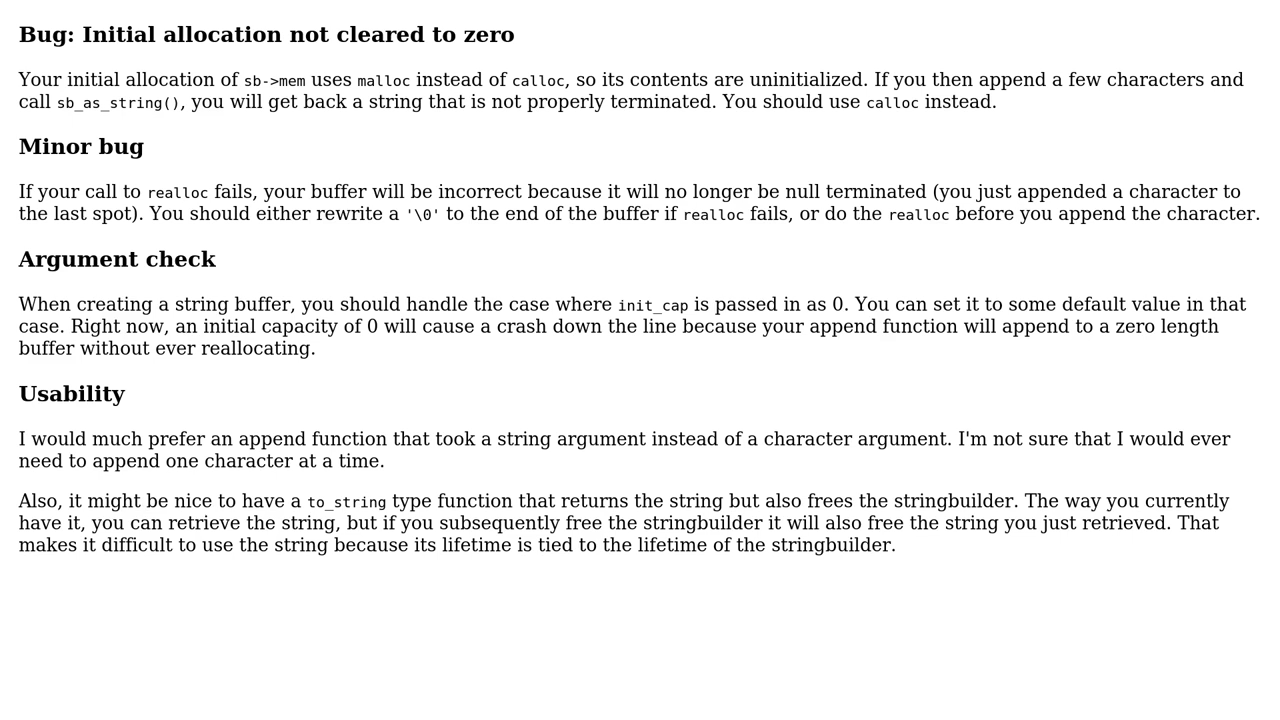 Bug: Initial allocation not cleared to zero
Your initial allocation of sb->mem uses malloc instead of calloc, so its contents are uninitialized. If you then append a few characters and
call sb_as_string(), you will get back a string that is not properly terminated. You should use calloc instead.
Minor bug
If your call to realloc fails, your buffer will be incorrect because it will no longer be null terminated (you just appended a character to
the last spot). You should either rewrite a '\0' to the end of the buffer if realloc fails, or do the realloc before you append the character.
Argument check
When creating a string buffer, you should handle the case where init_cap is passed in as 0. You can set it to some default value in that
case. Right now, an initial capacity of 0 will cause a crash down the line because your append function will append to a zero length
buffer without ever reallocating.
Usability
I would much prefer an append function that took a string argument instead of a character argument. I'm not sure that I would ever
need to append one character at a time.
Also, it might be nice to have a to_string type function that returns the string but also frees the stringbuilder. The way you currently
have it, you can retrieve the string, but if you subsequently free the stringbuilder it will also free the string you just retrieved. That
makes it difficult to use the string because its lifetime is tied to the lifetime of the stringbuilder.